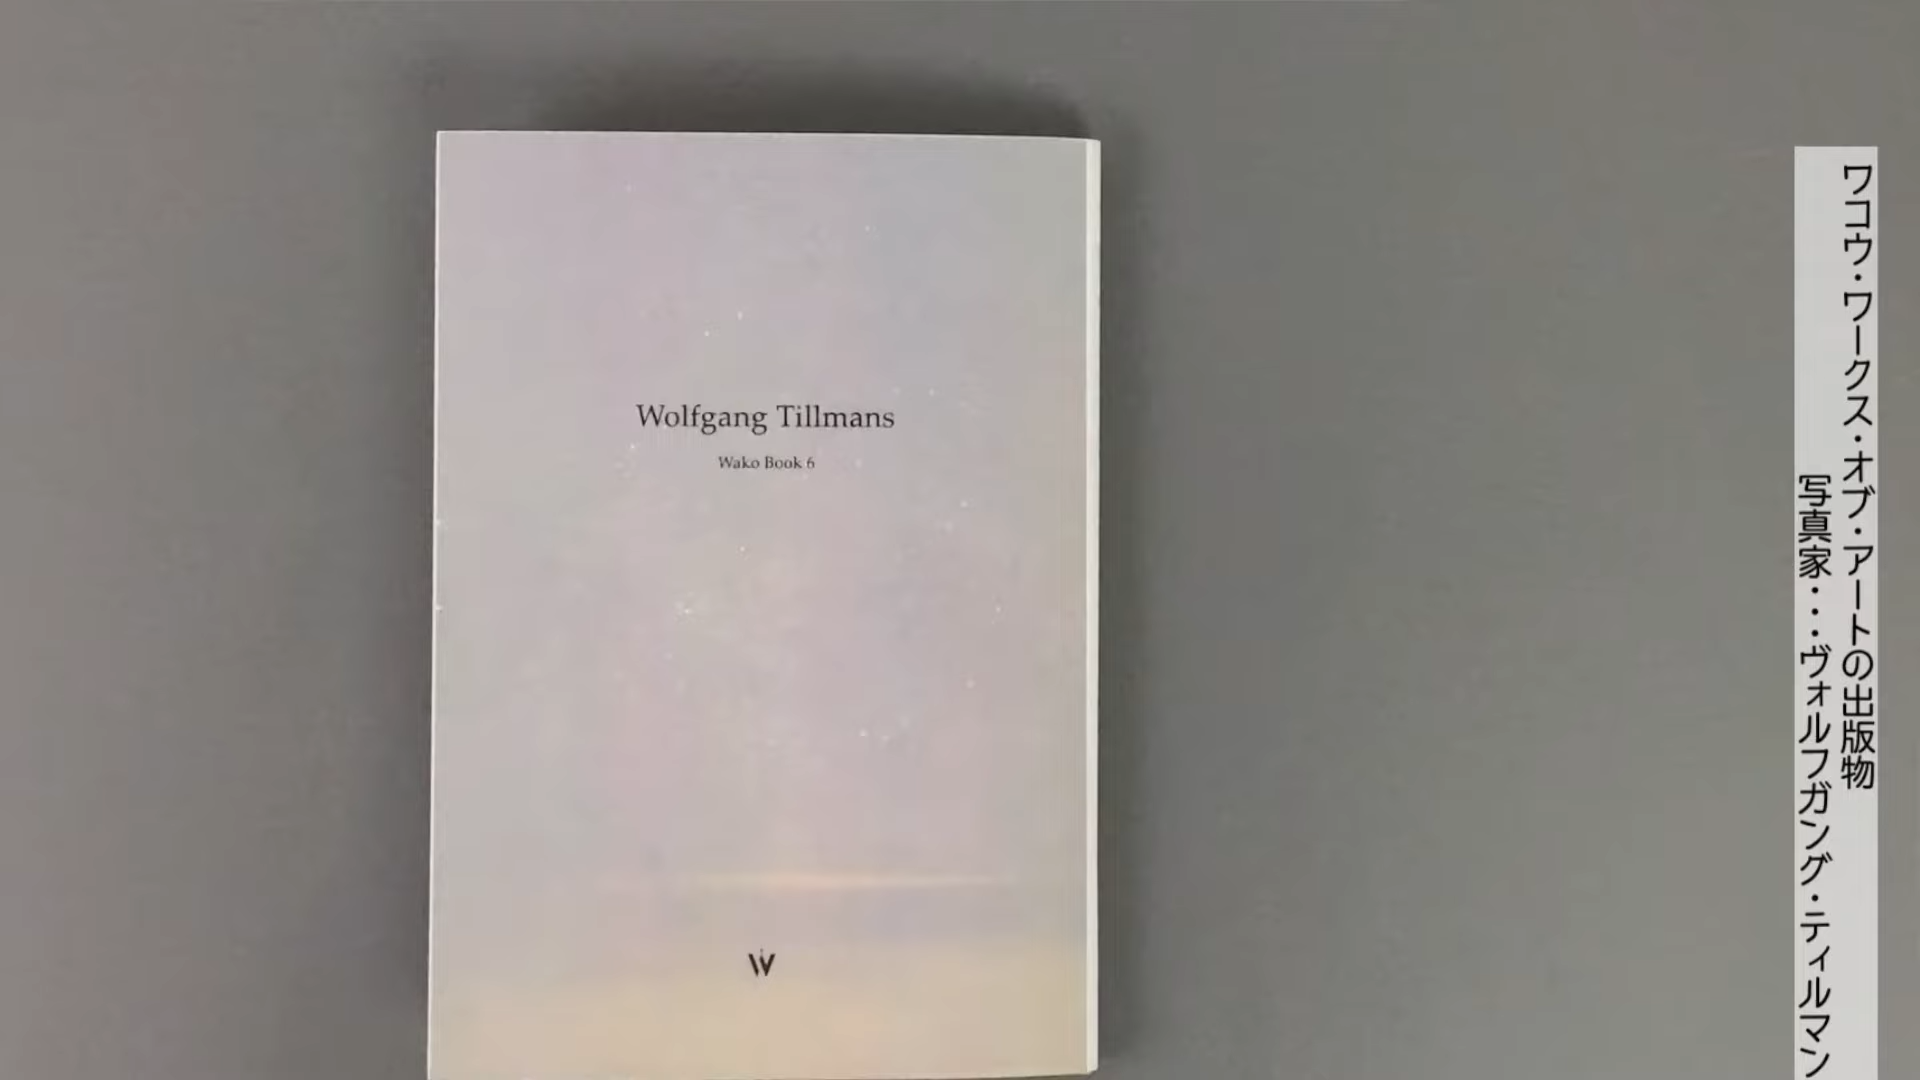 Wolfgang Tillmans
Wako Book 6
W
ワコウ・ワークス・オブ・アートの出版物
写真家・・・ヴォルフガング・ティルマン